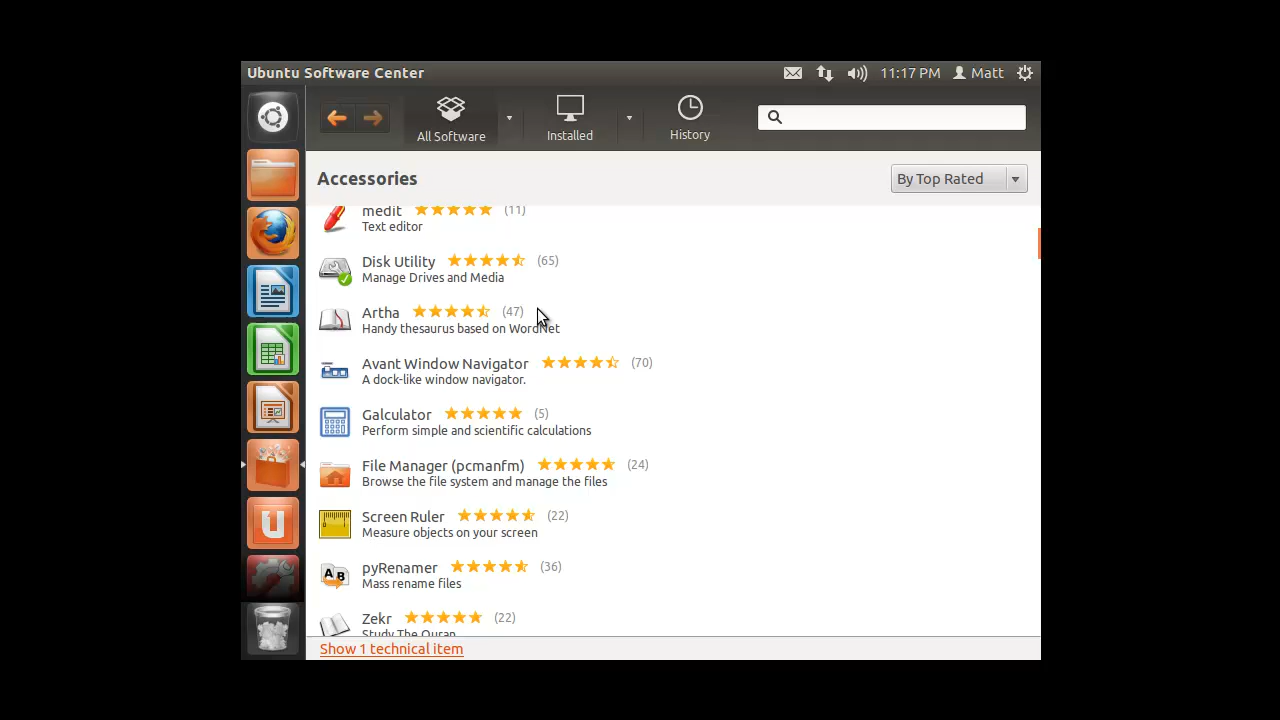 Ubuntu Software Center
11:17 PM Matt
All Software
Installed
History
Accessories
By Top Rated
medit (11)
Text editor
Disk Utility (65)
Manage Drives and Media
Artha (47)
Handy thesaurus based on WordNet
Avant Window Navigator (70)
A dock-like window navigator.
Galculator (5)
Perform simple and scientific calculations
File Manager (pcmanfm) (24)
Browse the file system and manage the files
Screen Ruler (22)
Measure objects on your screen
pyRenamer (36)
Mass rename files
Zekr (22)
Study The Quran
Show 1 technical item